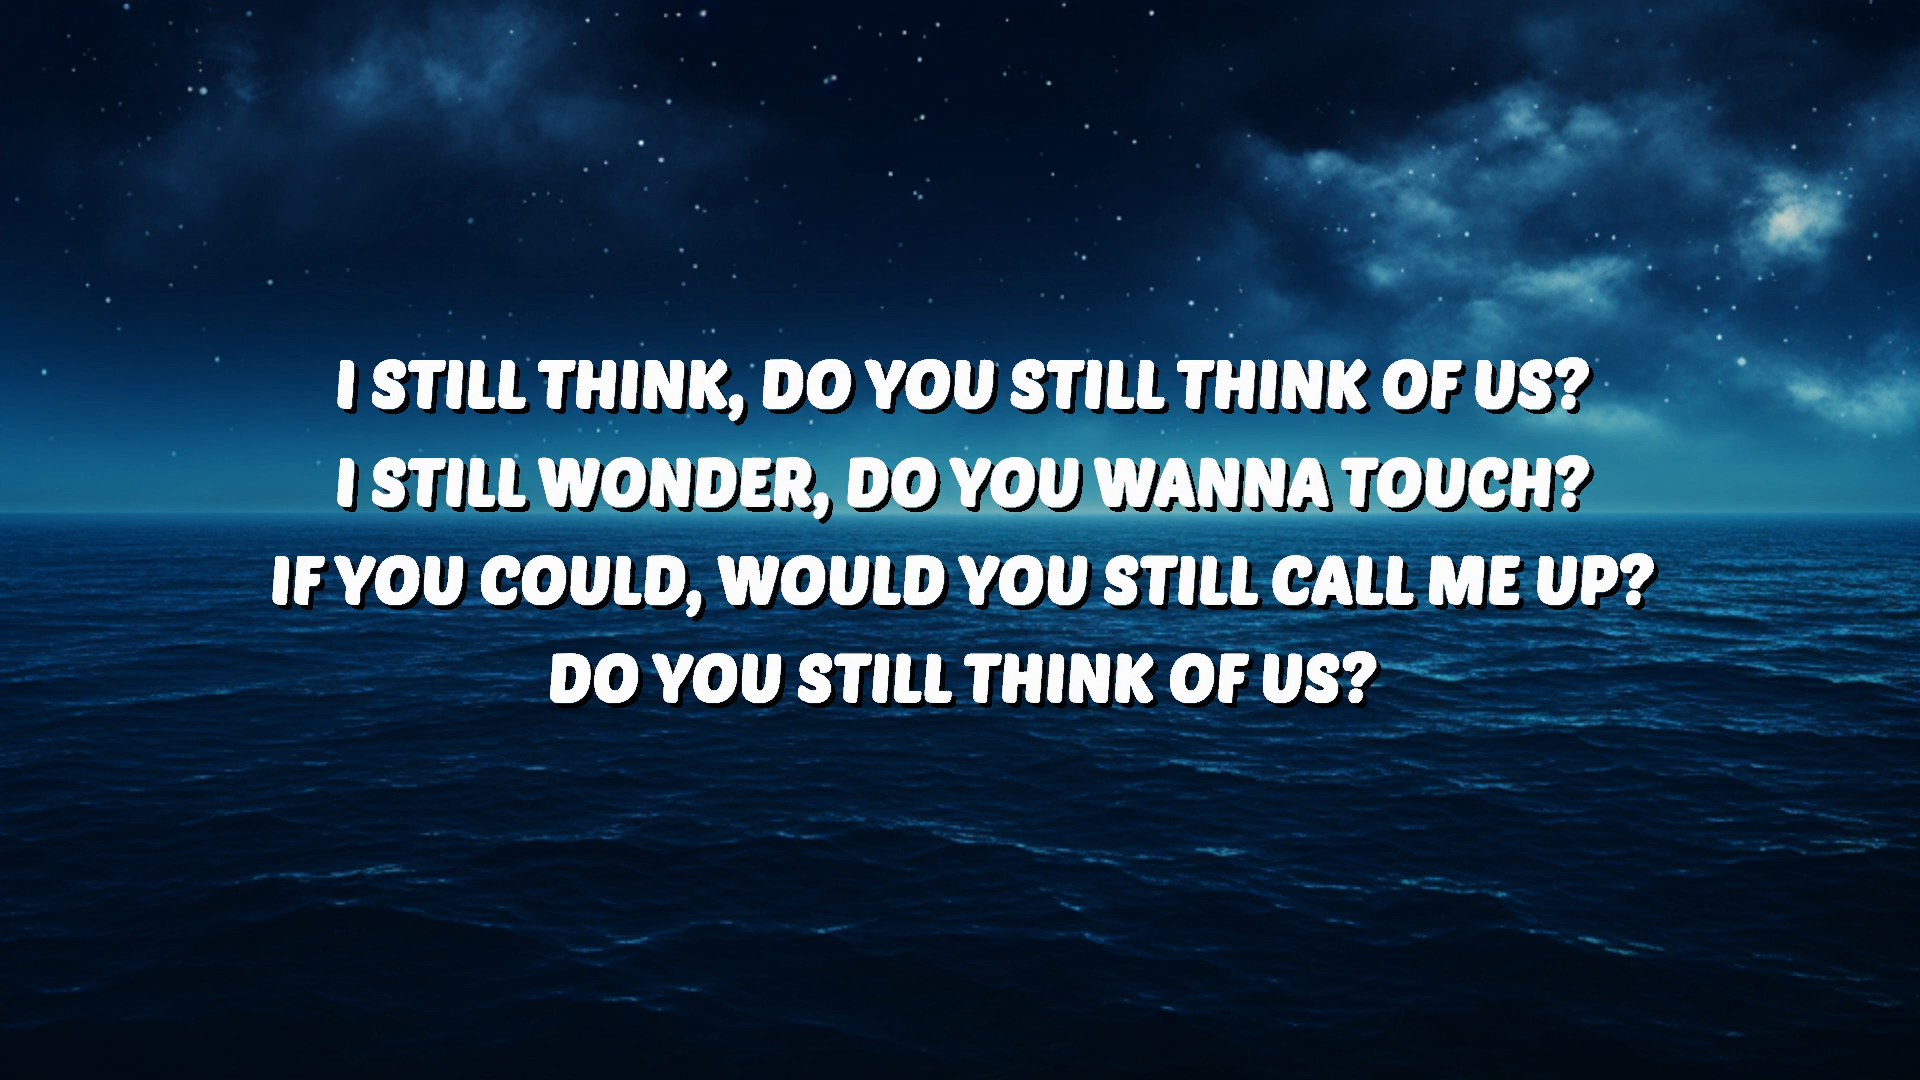 I STILL THINK, DO YOU STILL THINK OF US?
I STILL WONDER, DO YOU WANNA TOUCH?
IF YOU COULD, WOULD YOU STILL CALL ME UP?
DO YOU STILL THINK OF US?